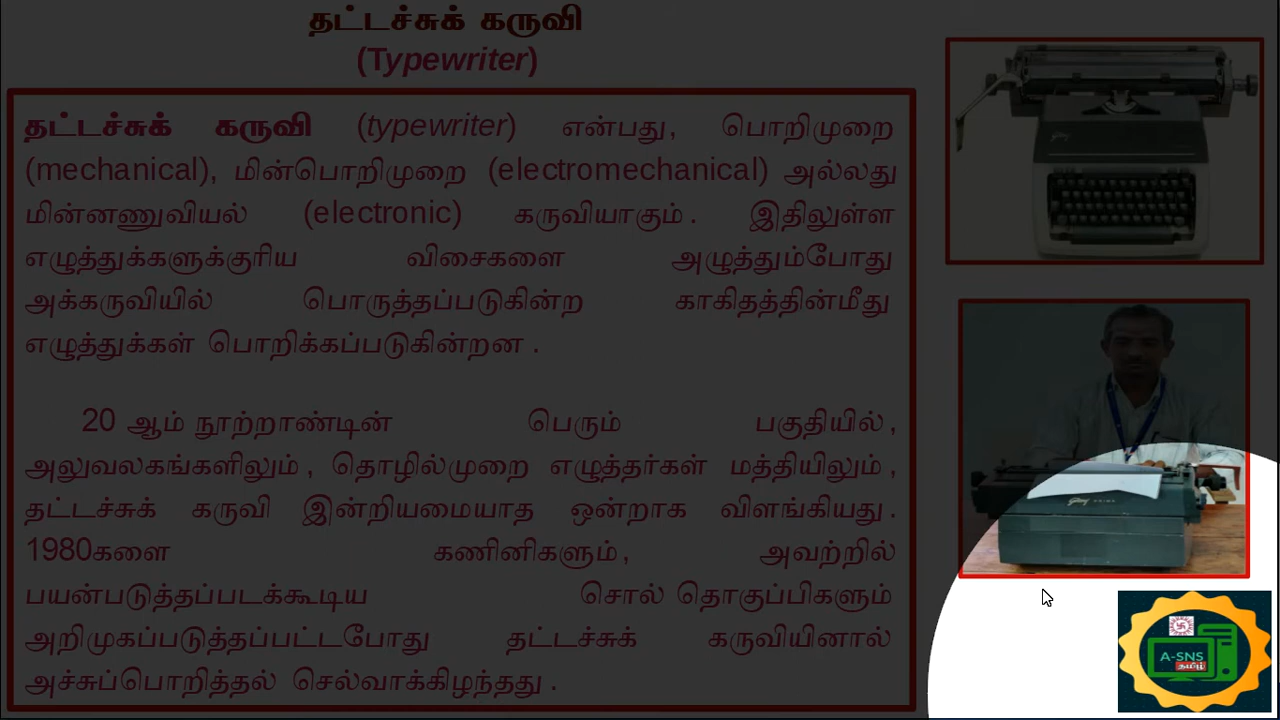 தட்டச்சுக் கருவி
(Typewriter)
தட்டச்சுக் கருவி (typewriter) என்பது, பொறிமுறை
(mechanical), மின்பொறிமுறை (electromechanical) அல்லது
மின்னணுவியல் (electronic) கருவியாகும். இதிலுள்ள
எழுத்துக்களுக்குரிய விசைகளை அழுத்தும்போது
அக்கருவியில் பொருத்தப்படுகின்ற காகிதத்தின்மீது
எழுத்துக்கள் பொறிக்கப்படுகின்றன.
20 ஆம் நூற்றாண்டின் பெரும் பகுதியில்,
அலுவலகங்களிலும், தொழில்முறை எழுத்தர்கள் மத்தியிலும்,
தட்டச்சுக் கருவி இன்றியமையாத ஒன்றாக விளங்கியது.
1980களை கணினிகளும், அவற்றில்
பயன்படுத்தப்படக்கூடிய சொல் தொகுப்பிகளும்
அறிமுகப்படுத்தப்பட்டபோது தட்டச்சுக் கருவியினால்
அச்சுப்பொறித்தல் செல்வாக்கிழந்தது.
Godrej
A-SNS
தமிழ்